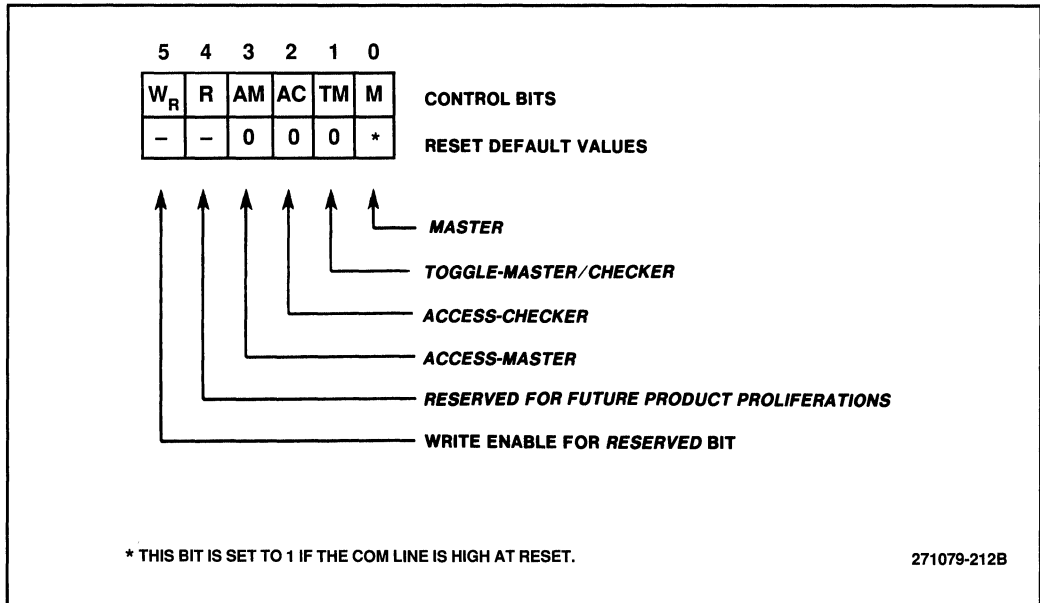 5 4 3 2 1 0
WR R AM AC TM M CONTROL BITS
– – 0 0 0 * RESET DEFAULT VALUES
MASTER
TOGGLE-MASTER/CHECKER
ACCESS-CHECKER
ACCESS-MASTER
RESERVED FOR FUTURE PRODUCT PROLIFERATIONS
WRITE ENABLE FOR RESERVED BIT
* THIS BIT IS SET TO 1 IF THE COM LINE IS HIGH AT RESET.
271079-212B